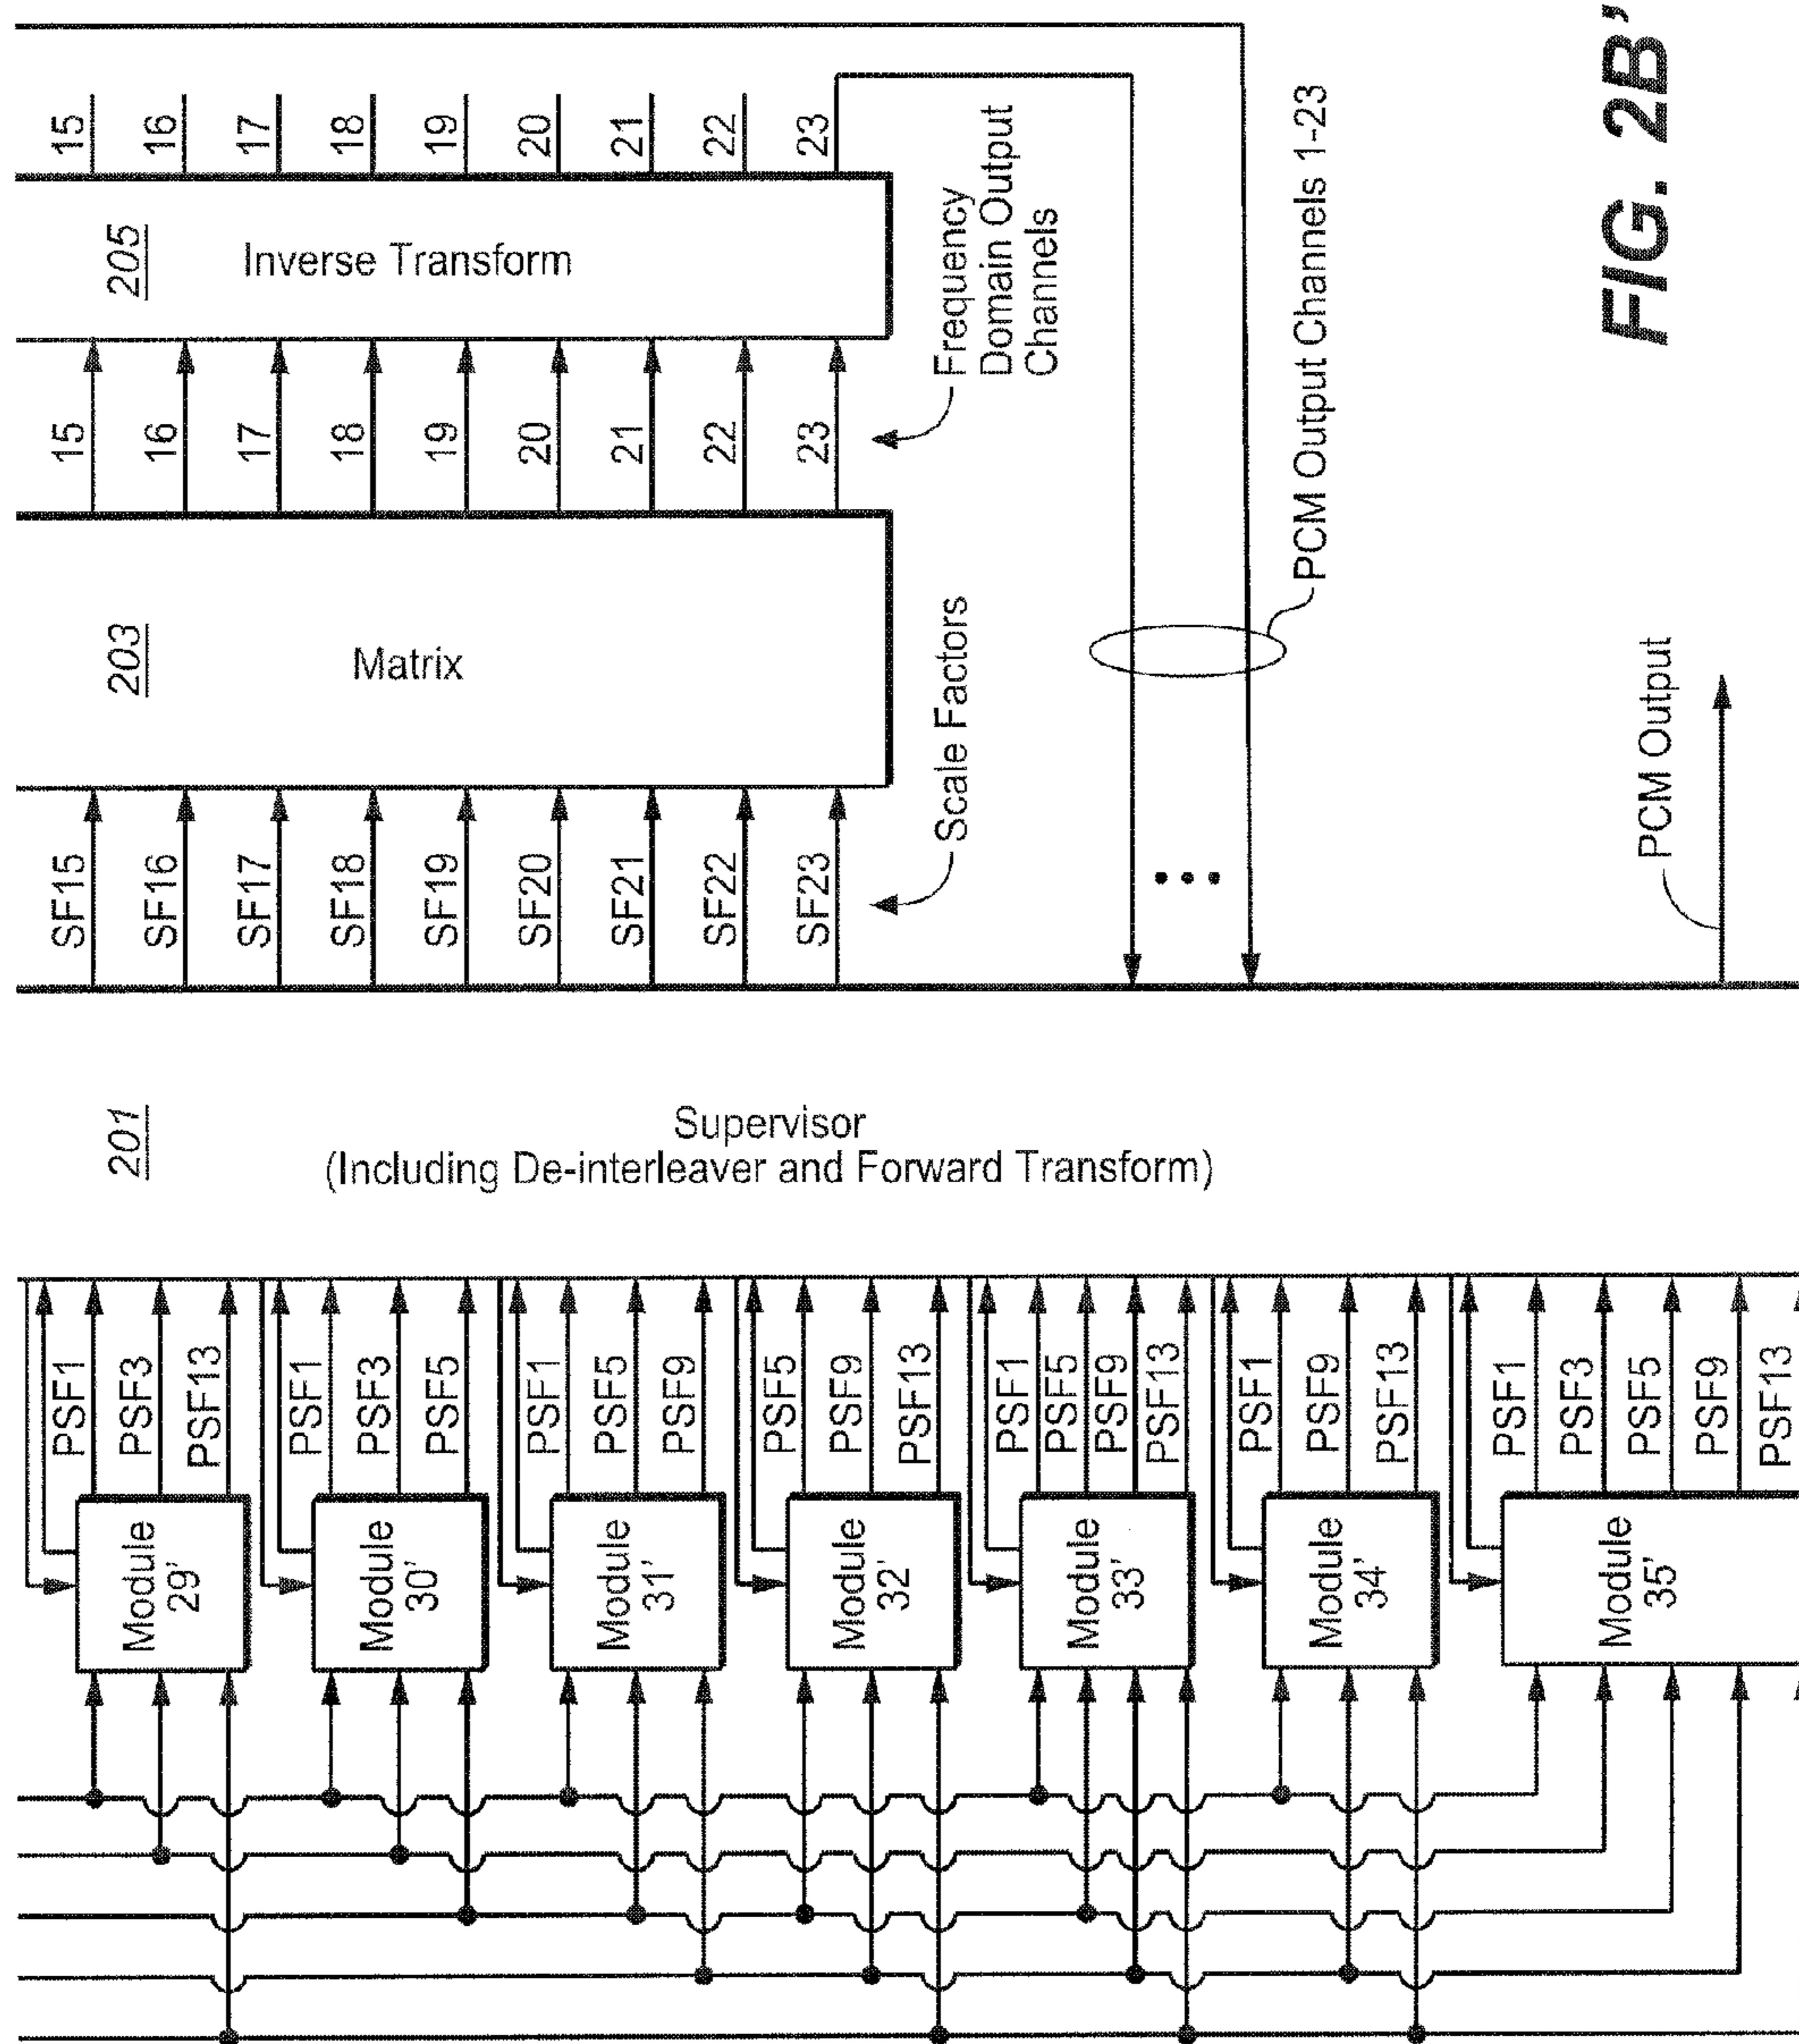 15
16
17
18
19
20
21
22
23
205
Inverse Transform
15
16
17
18
19
20
21
22
23
Frequency
Domain Output
Channels
203
Matrix
SF15
SF16
SF17
SF18
SF19
SF20
SF21
SF22
SF23
Scale Factors
PCM Output Channels 1-23
PCM Output
FIG. 2B'
201
Supervisor
(Including De-interleaver and Forward Transform)
PSF1
PSF3
PSF13
PSF1
PSF3
PSF5
PSF1
PSF5
PSF9
PSF5
PSF9
PSF13
PSF1
PSF5
PSF9
PSF13
PSF1
PSF9
PSF13
PSF1
PSF3
PSF5
PSF9
PSF13
Module
29'
Module
30'
Module
31'
Module
32'
Module
33'
Module
34'
Module
35'